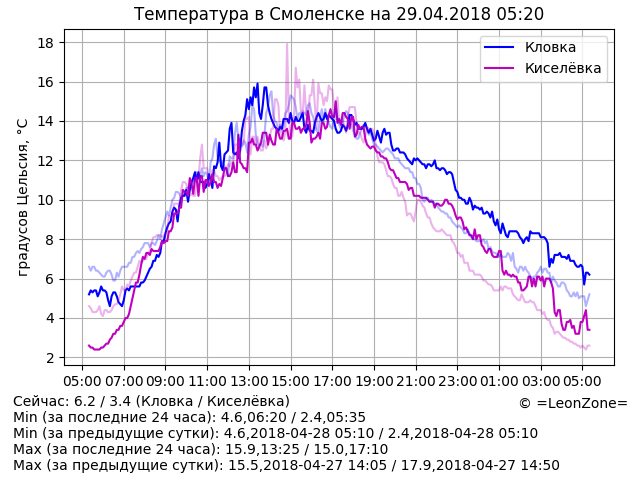 Температура в Смоленске на 29.04.2018 05:20
Кловка
Киселёвка
градусов Цельсия, °C
18
16
14
12
10
8
6
4
2
05:00 07:00 09:00 11:00 13:00 15:00 17:00 19:00 21:00 23:00 01:00 03:00 05:00
Сейчас: 6.2 / 3.4 (Кловка / Киселёвка)
© =LeonZone=
Min (за последние 24 часа): 4.6,06:20 / 2.4,05:35
Min (за предыдущие сутки): 4.6,2018-04-28 05:10 / 2.4,2018-04-28 05:10
Max (за последние 24 часа): 15.9,13:25 / 15.0,17:10
Max (за предыдущие сутки): 15.5,2018-04-27 14:05 / 17.9,2018-04-27 14:50